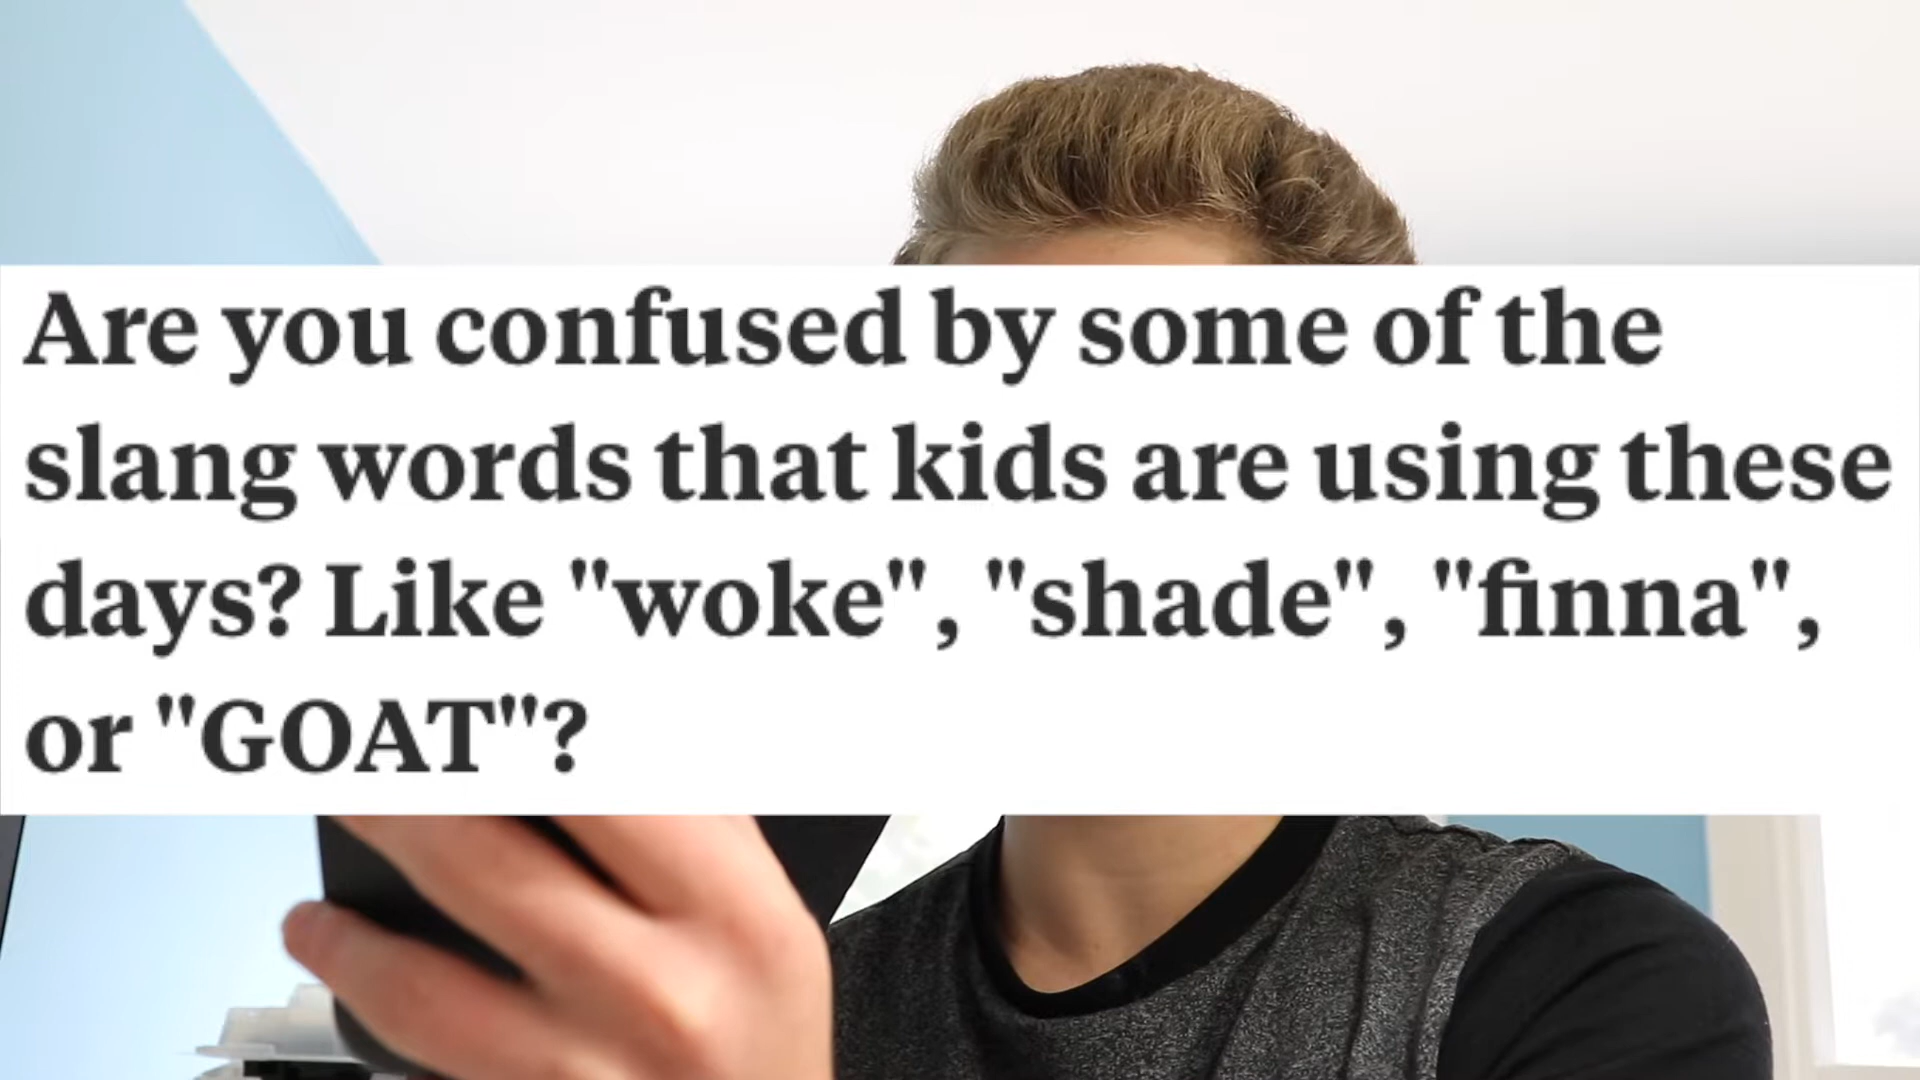 Are you confused by some of the
slang words that kids are using these
days? Like "woke", "shade", "finna",
or "GOAT"?